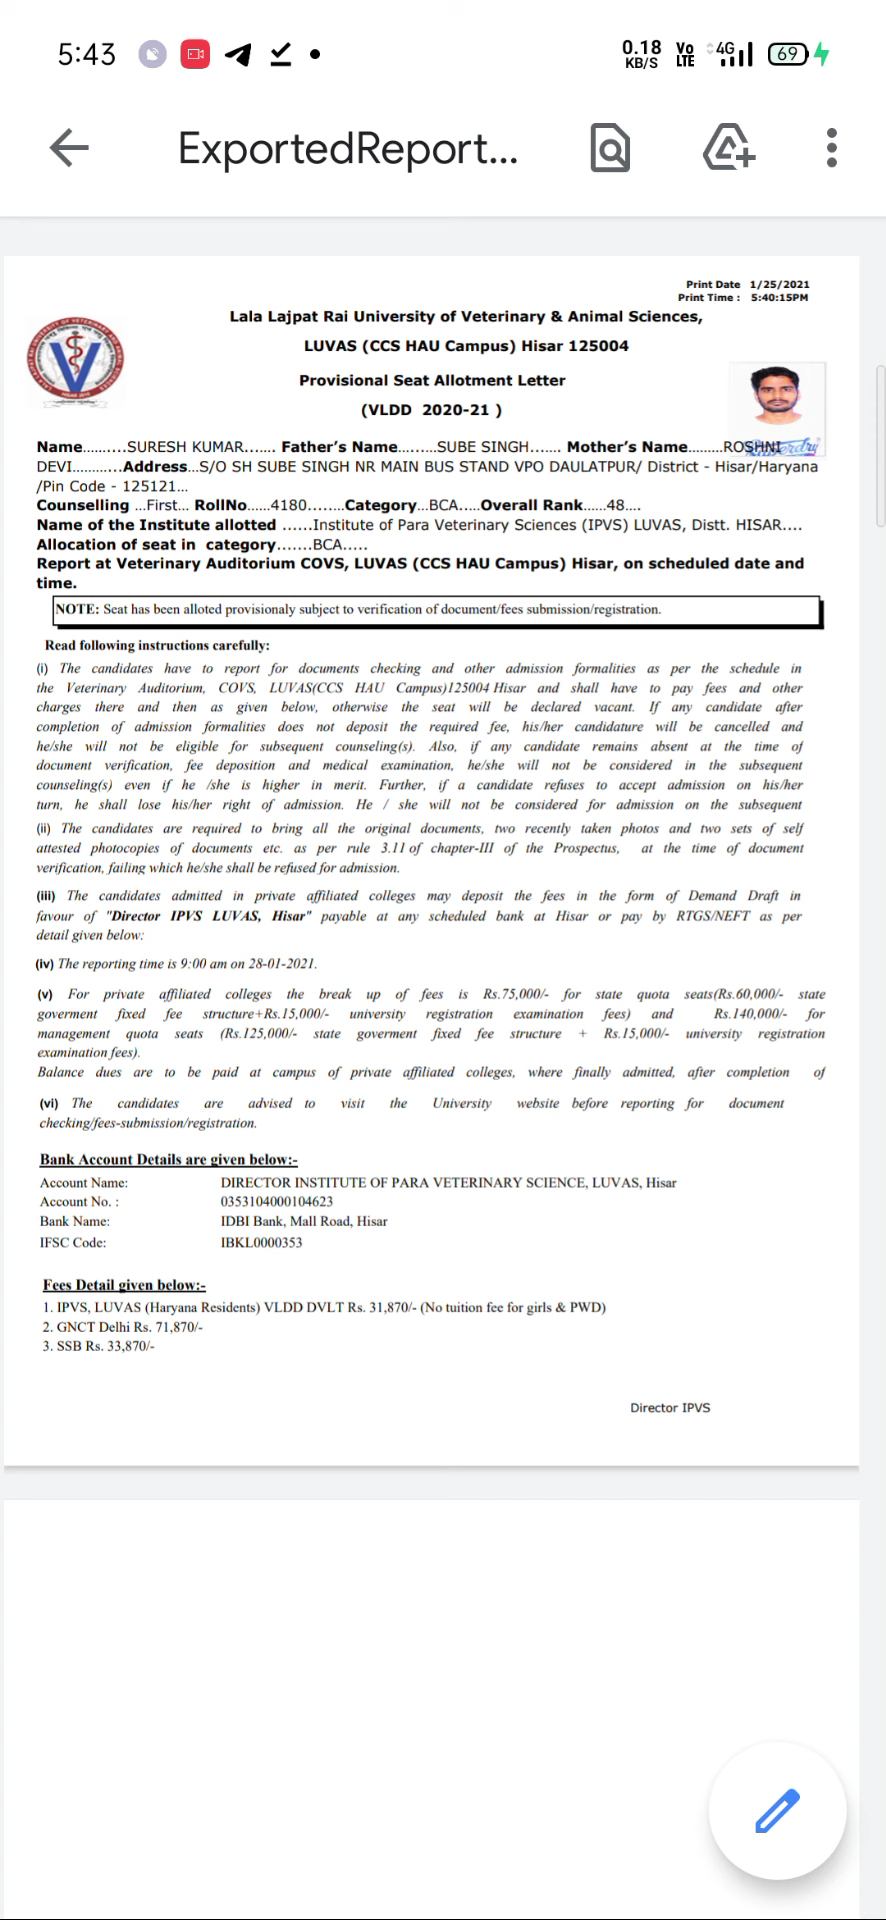 5:43
0.18 KB/S Vo LTE 4G 69
ExportedReport...
Print Date 1/25/2021
Print Time : 5:40:15PM
Lala Lajpat Rai University of Veterinary & Animal Sciences,
LUVAS (CCS HAU Campus) Hisar 125004
Provisional Seat Allotment Letter
(VLDD 2020-21 )
Name..........SURESH KUMAR....... Father's Name.........SUBE SINGH....... Mother's Name.........ROSHNI
DEVI............Address...S/O SH SUBE SINGH NR MAIN BUS STAND VPO DAULATPUR/ District - Hisar/Haryana
/Pin Code - 125121...
Counselling ...First... RollNo......4180........Category...BCA.....Overall Rank......48....
Name of the Institute allotted ......Institute of Para Veterinary Sciences (IPVS) LUVAS, Distt. HISAR....
Allocation of seat in category.......BCA.....
Report at Veterinary Auditorium COVS, LUVAS (CCS HAU Campus) Hisar, on scheduled date and
time.
NOTE: Seat has been alloted provisionaly subject to verification of document/fees submission/registration.
Read following instructions carefully:
(i) The candidates have to report for documents checking and other admission formalities as per the schedule in
the Veterinary Auditorium, COVS, LUVAS(CCS HAU Campus)125004 Hisar and shall have to pay fees and other
charges there and then as given below, otherwise the seat will be declared vacant. If any candidate after
completion of admission formalities does not deposit the required fee, his/her candidature will be cancelled and
he/she will not be eligible for subsequent counseling(s). Also, if any candidate remains absent at the time of
document verification, fee deposition and medical examination, he/she will not be considered in the subsequent
counseling(s) even if he /she is higher in merit. Further, if a candidate refuses to accept admission on his/her
turn, he shall lose his/her right of admission. He / she will not be considered for admission on the subsequent
(ii) The candidates are required to bring all the original documents, two recently taken photos and two sets of self
attested photocopies of documents etc. as per rule 3.11 of chapter-III of the Prospectus, at the time of document
verification, failing which he/she shall be refused for admission.
(iii) The candidates admitted in private affiliated colleges may deposit the fees in the form of Demand Draft in
favour of "Director IPVS LUVAS, Hisar" payable at any scheduled bank at Hisar or pay by RTGS/NEFT as per
detail given below:
(iv) The reporting time is 9:00 am on 28-01-2021.
(v) For private affiliated colleges the break up of fees is Rs.75,000/- for state quota seats(Rs.60,000/- state
goverment fixed fee structure+Rs.15,000/- university registration examination fees) and Rs.140,000/- for
management quota seats (Rs.125,000/- state goverment fixed fee structure + Rs.15,000/- university registration
examination fees).
Balance dues are to be paid at campus of private affiliated colleges, where finally admitted, after completion of
(vi) The candidates are advised to visit the University website before reporting for document
checking/fees-submission/registration.
Bank Account Details are given below:-
Account Name: DIRECTOR INSTITUTE OF PARA VETERINARY SCIENCE, LUVAS, Hisar
Account No. : 0353104000104623
Bank Name: IDBI Bank, Mall Road, Hisar
IFSC Code: IBKL0000353
Fees Detail given below:-
1. IPVS, LUVAS (Haryana Residents) VLDD DVLT Rs. 31,870/- (No tuition fee for girls & PWD)
2. GNCT Delhi Rs. 71,870/-
3. SSB Rs. 33,870/-
Director IPVS